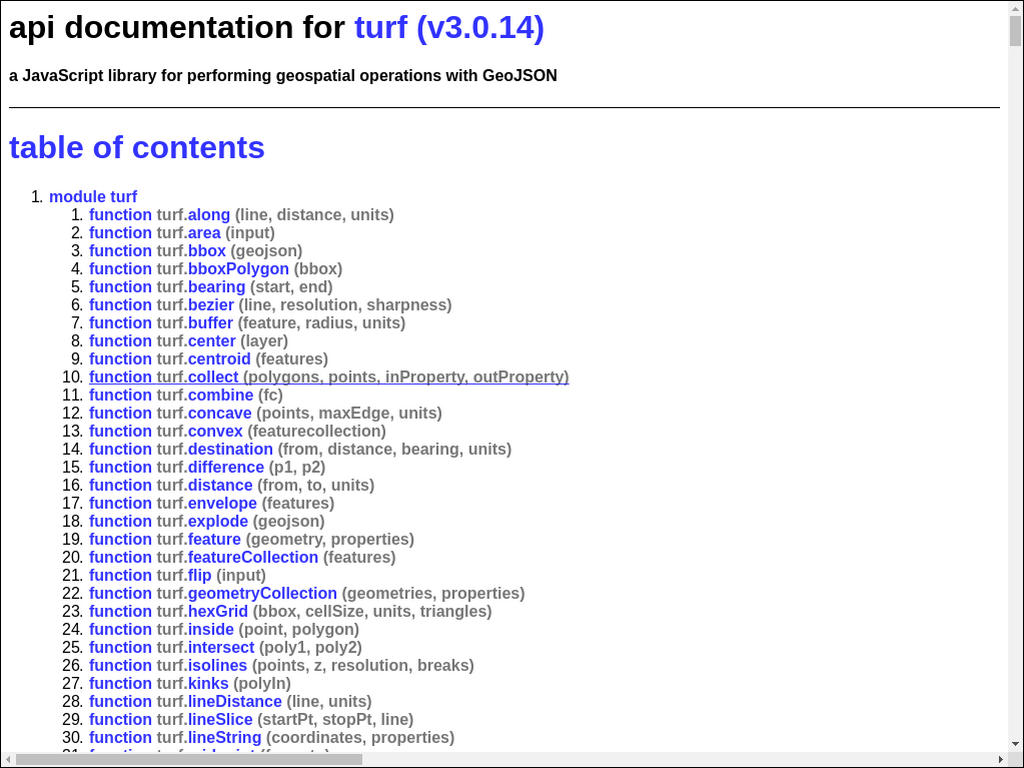 api documentation for turf (v3.0.14)
a JavaScript library for performing geospatial operations with GeoJSON
table of contents
1. module turf
1. function turf.along (line, distance, units)
2. function turf.area (input)
3. function turf.bbox (geojson)
4. function turf.bboxPolygon (bbox)
5. function turf.bearing (start, end)
6. function turf.bezier (line, resolution, sharpness)
7. function turf.buffer (feature, radius, units)
8. function turf.center (layer)
9. function turf.centroid (features)
10. function turf.collect (polygons, points, inProperty, outProperty)
11. function turf.combine (fc)
12. function turf.concave (points, maxEdge, units)
13. function turf.convex (featurecollection)
14. function turf.destination (from, distance, bearing, units)
15. function turf.difference (p1, p2)
16. function turf.distance (from, to, units)
17. function turf.envelope (features)
18. function turf.explode (geojson)
19. function turf.feature (geometry, properties)
20. function turf.featureCollection (features)
21. function turf.flip (input)
22. function turf.geometryCollection (geometries, properties)
23. function turf.hexGrid (bbox, cellSize, units, triangles)
24. function turf.inside (point, polygon)
25. function turf.intersect (poly1, poly2)
26. function turf.isolines (points, z, resolution, breaks)
27. function turf.kinks (polyIn)
28. function turf.lineDistance (line, units)
29. function turf.lineSlice (startPt, stopPt, line)
30. function turf.lineString (coordinates, properties)